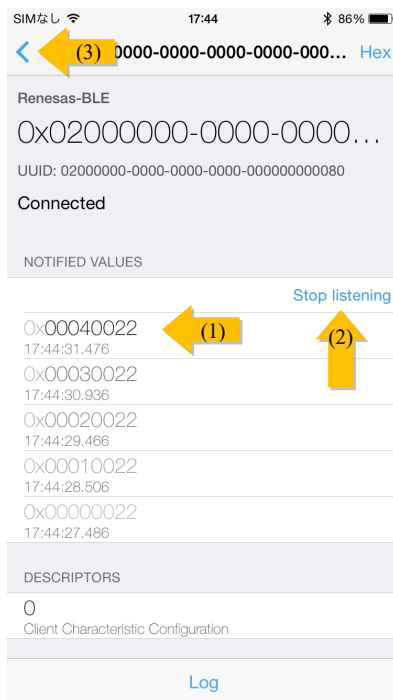 SIMなし 17:44 86%
(3) 0000-0000-0000-0000-000... Hex
Renesas-BLE
0x02000000-0000-0000...
UUID: 02000000-0000-0000-0000-000000000080
Connected
NOTIFIED VALUES
Stop listening
0x00040022 (1)
(2)
17:44:31.476
0x00030022
17:44:30.936
0x00020022
17:44:29.466
0x00010022
17:44:28.506
0x00000022
17:44:27.486
DESCRIPTORS
0
Client Characteristic Configuration
Log